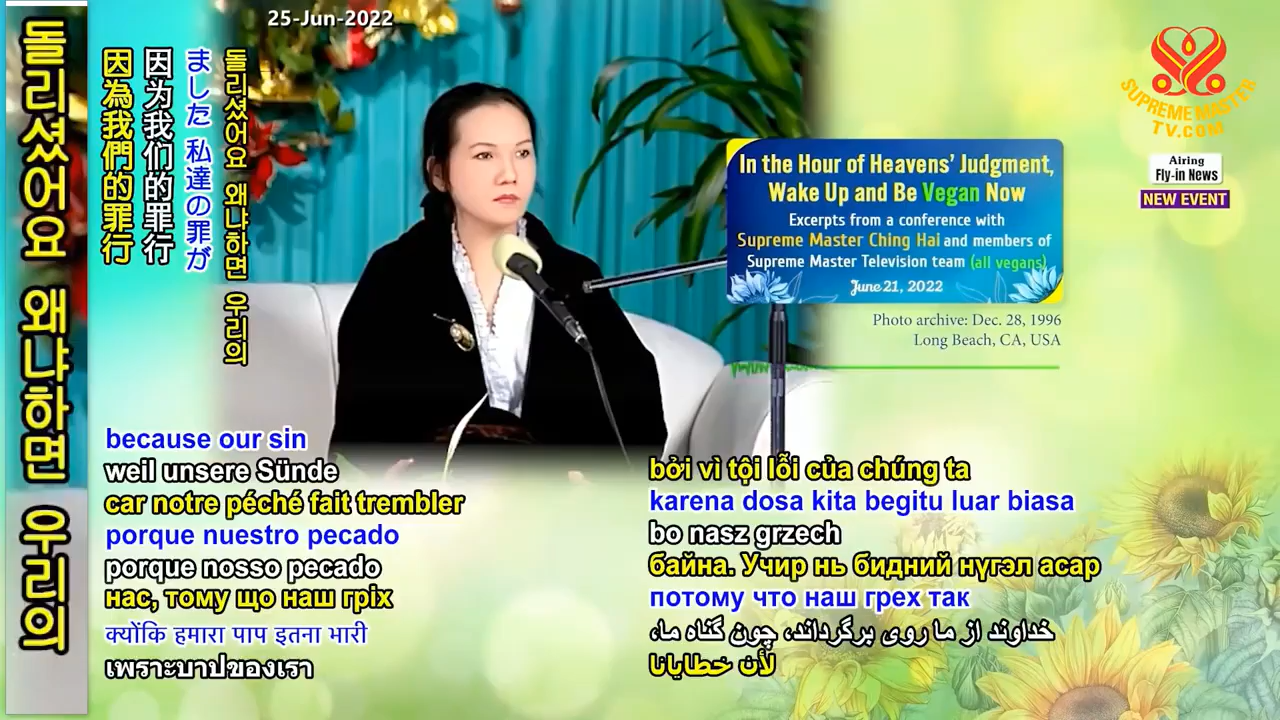 25-Jun-2022
돌리셨어요 왜냐하면 우리의
因為我們的罪行
因为我们的罪行
ました 私達の罪が
돌리셨어요 왜냐하면 우리의
SUPREME MASTER
TV.COM
Airing
Fly-in News
NEW EVENT
In the Hour of Heavens' Judgment,
Wake Up and Be Vegan Now
Excerpts from a conference with
Supreme Master Ching Hai and members of
Supreme Master Television team (all vegans)
June 21, 2022
Photo archive: Dec. 28, 1996
Long Beach, CA, USA
because our sin
weil unsere Sünde
car notre péché fait trembler
porque nuestro pecado
porque nosso pecado
нас, тому що наш гріх
क्योंकि हमारा पाप इतना भारी
เพราะบาปของเรา
bởi vì tội lỗi của chúng ta
karena dosa kita begitu luar biasa
bo nasz grzech
байна. Учир нь бидний нүгэл асар
потому что наш грех так
خداوند از ما روی برگرداند، چون گناه ما،
لأن خطايانا